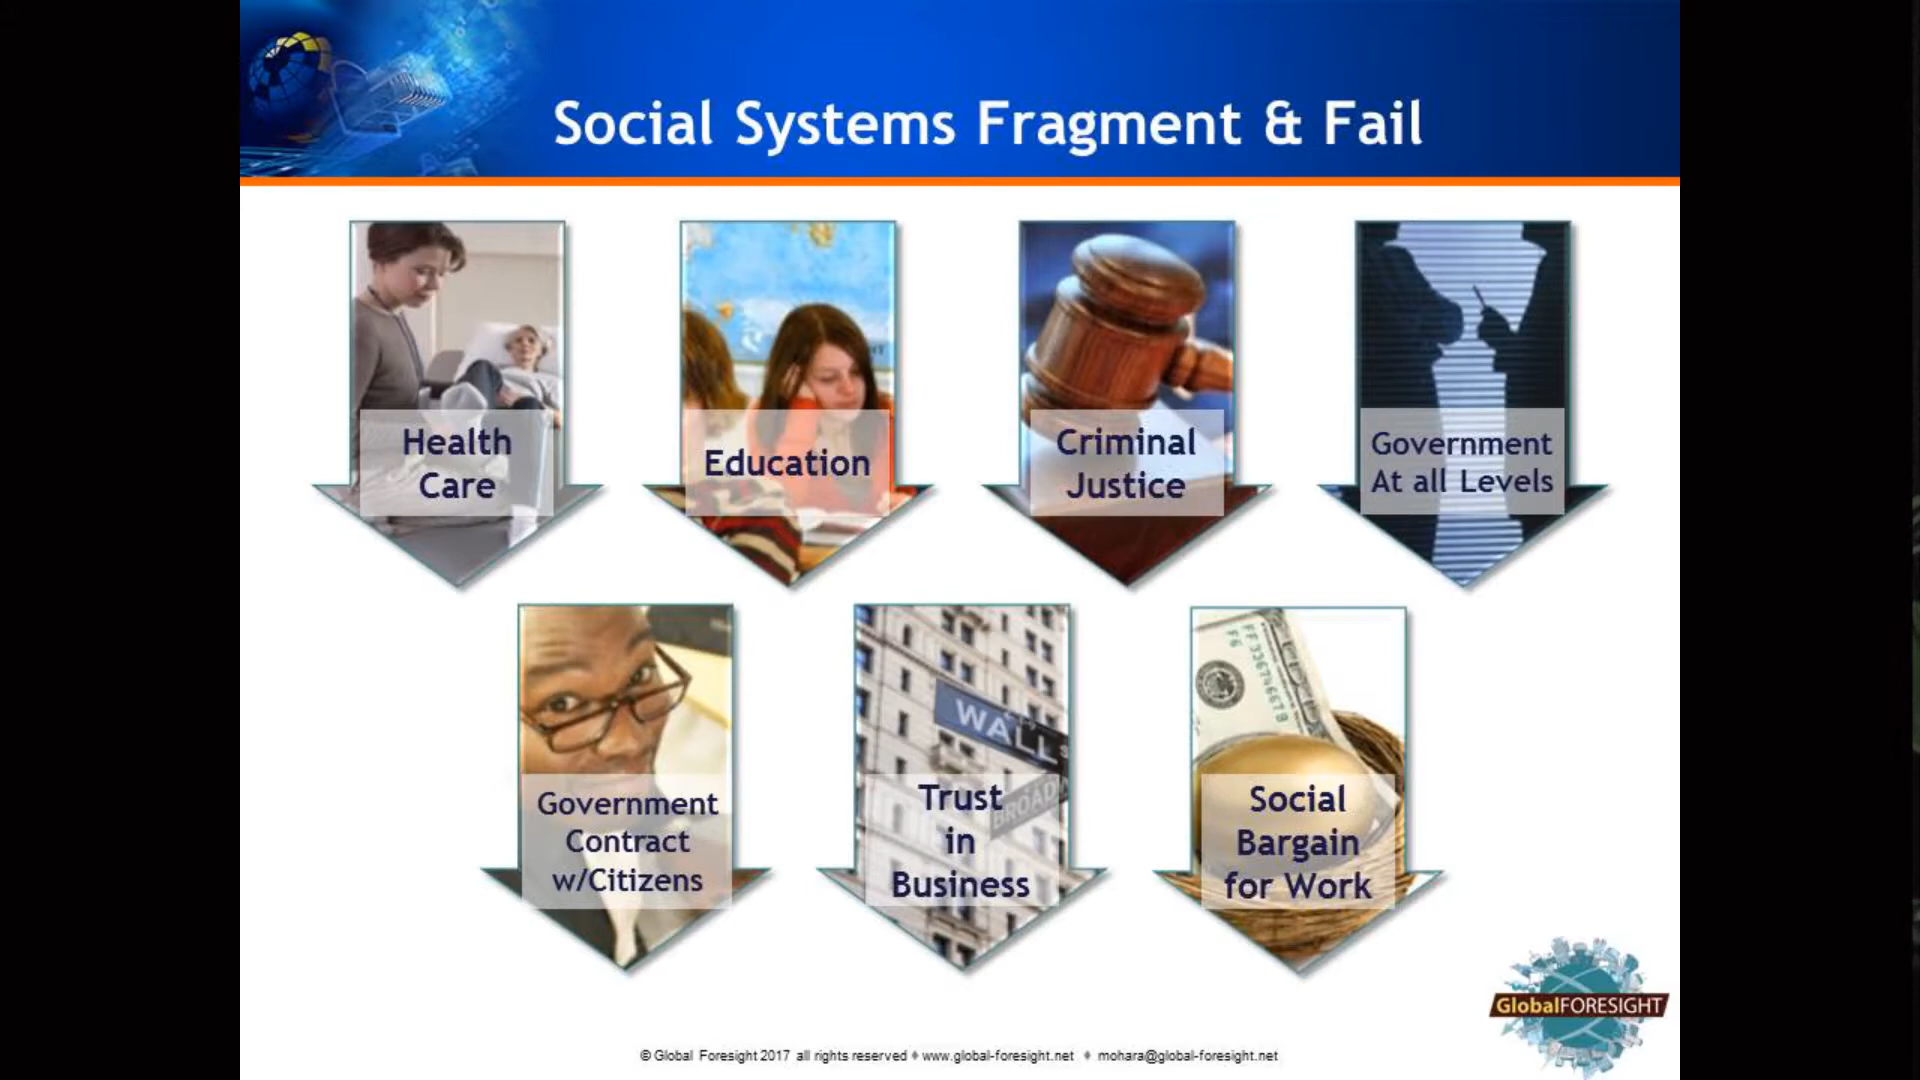 Social Systems Fragment & Fail
Health
Care
Education
Criminal
Justice
Government
At all Levels
Government
Contract
w/Citizens
WALL
BROAD
Trust
in
Business
FF33674667B
F6
Social
Bargain
for Work
GlobalFORESIGHT
© Global Foresight 2017 all rights reserved ♦ www.global-foresight.net ♦ mohara@global-foresight.net